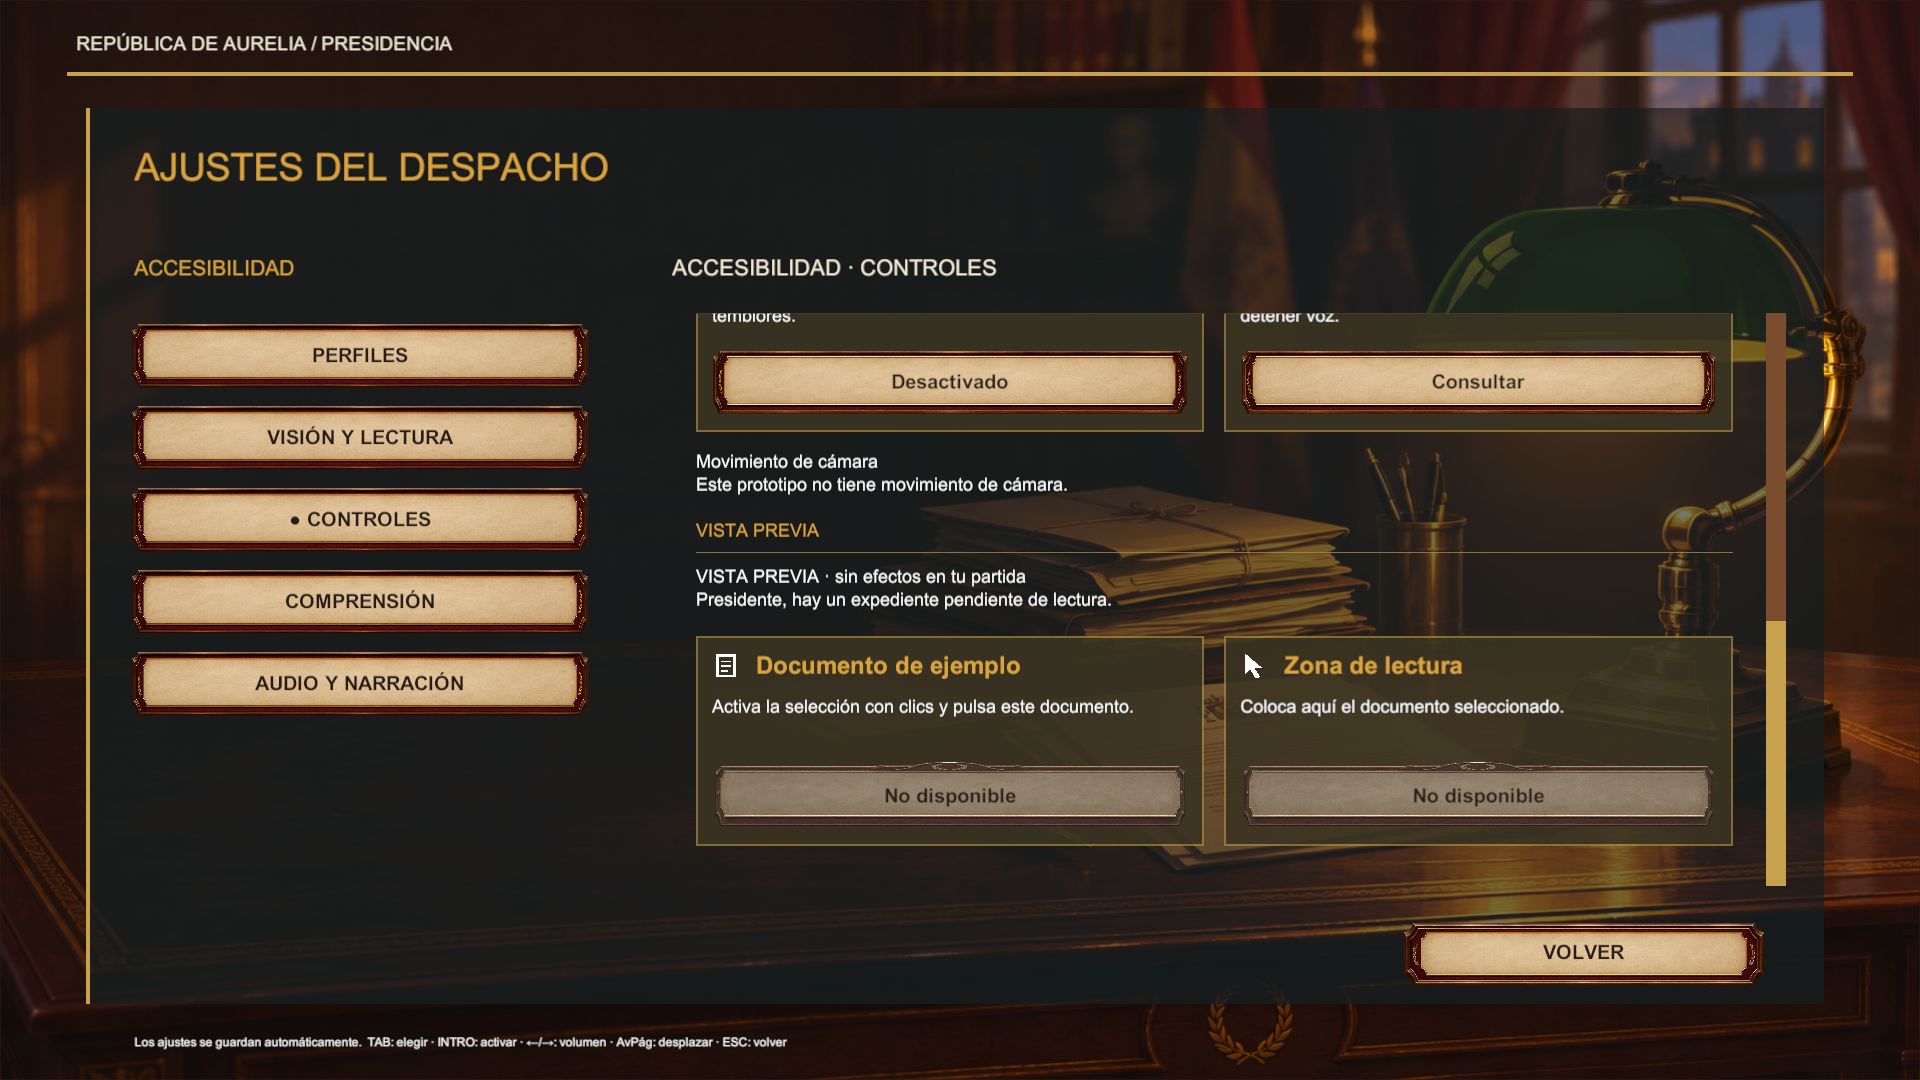 REPÚBLICA DE AURELIA / PRESIDENCIA
AJUSTES DEL DESPACHO
ACCESIBILIDAD
PERFILES
VISIÓN Y LECTURA
● CONTROLES
COMPRENSIÓN
AUDIO Y NARRACIÓN
ACCESIBILIDAD · CONTROLES
temblores.
Desactivado
detener voz.
Consultar
Movimiento de cámara
Este prototipo no tiene movimiento de cámara.
VISTA PREVIA
VISTA PREVIA · sin efectos en tu partida
Presidente, hay un expediente pendiente de lectura.
Documento de ejemplo
Activa la selección con clics y pulsa este documento.
No disponible
Zona de lectura
Coloca aquí el documento seleccionado.
No disponible
VOLVER
Los ajustes se guardan automáticamente. TAB: elegir · INTRO: activar · ←/→: volumen · AvPág: desplazar · ESC: volver